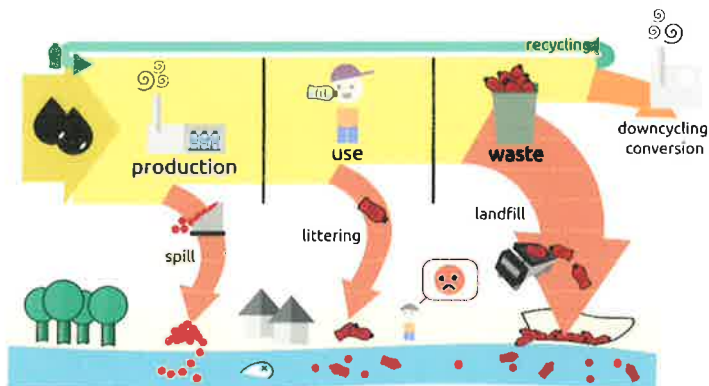 recycling
production
use
waste
downcycling
conversion
spill
littering
landfill